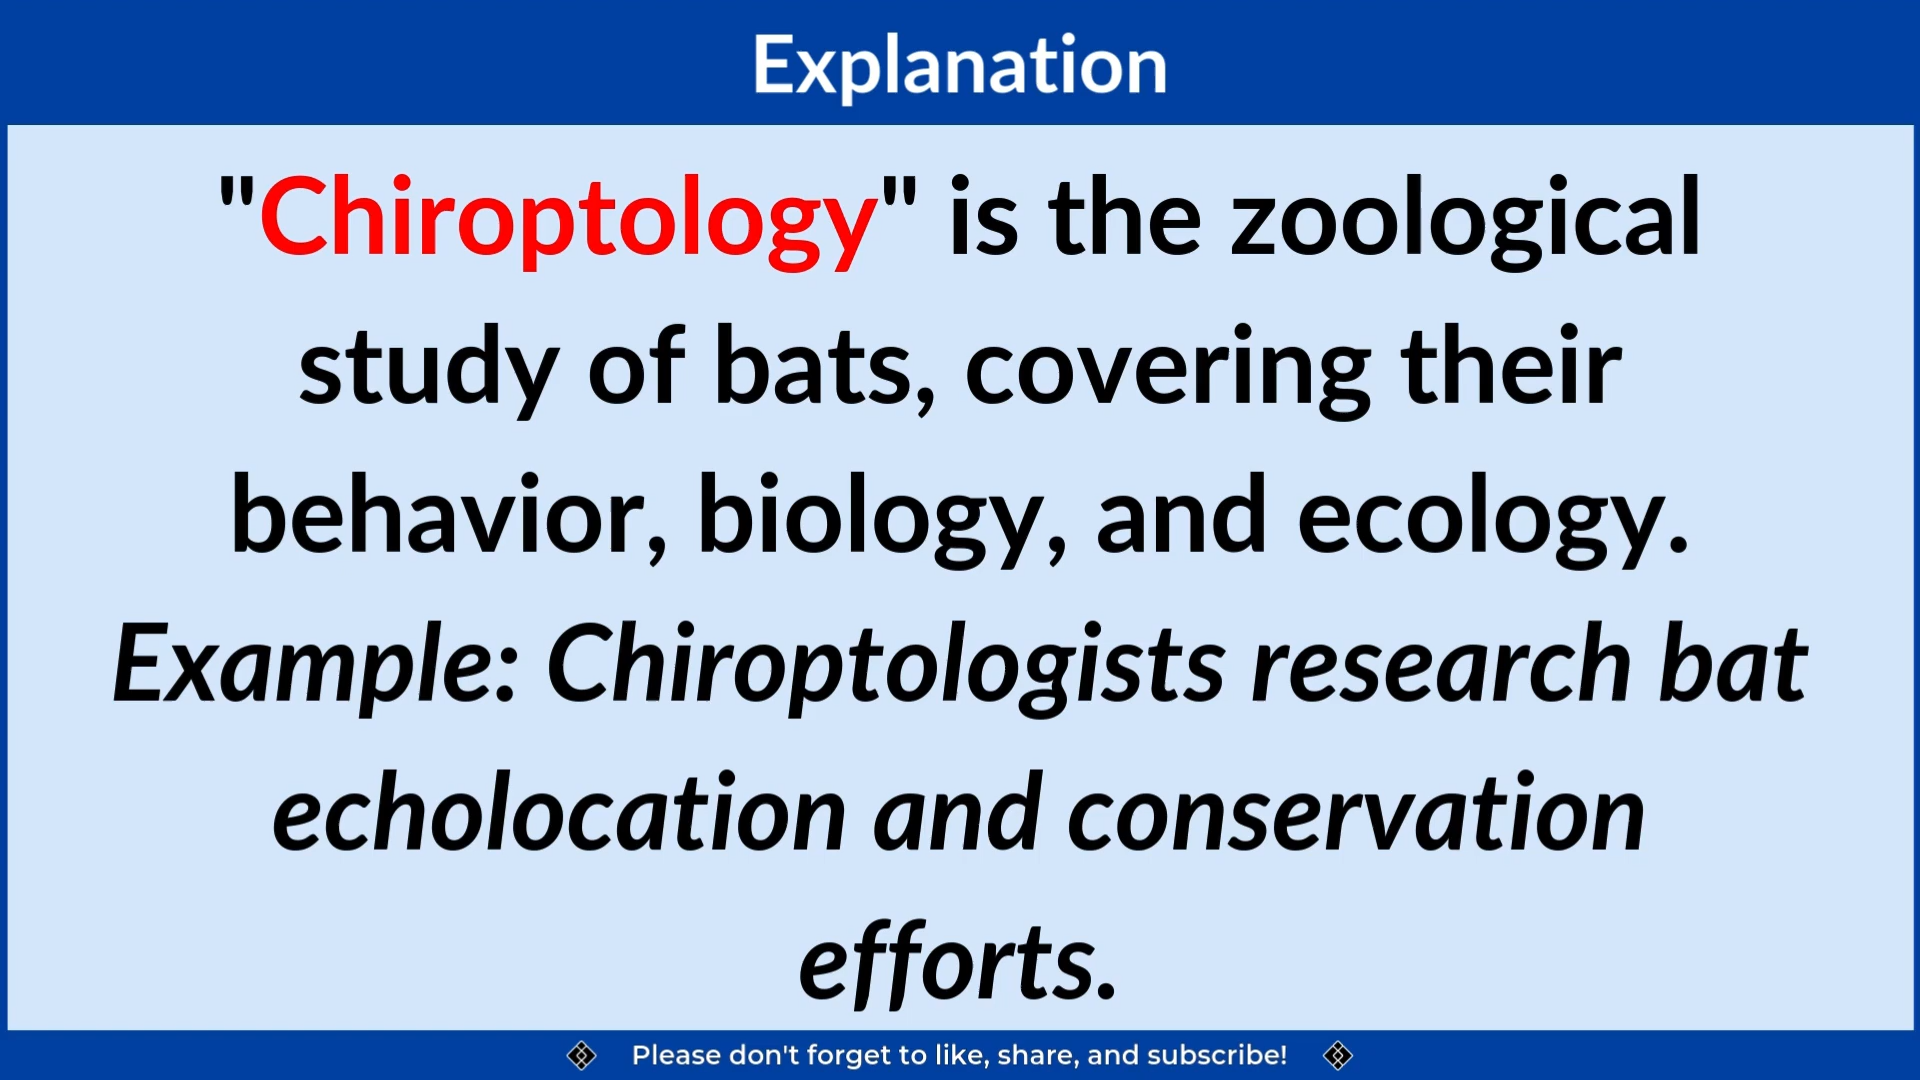 Explanation
"Chiroptology" is the zoological
study of bats, covering their
behavior, biology, and ecology.
Example: Chiroptologists research bat
echolocation and conservation
efforts.
Please don't forget to like, share, and subscribe!